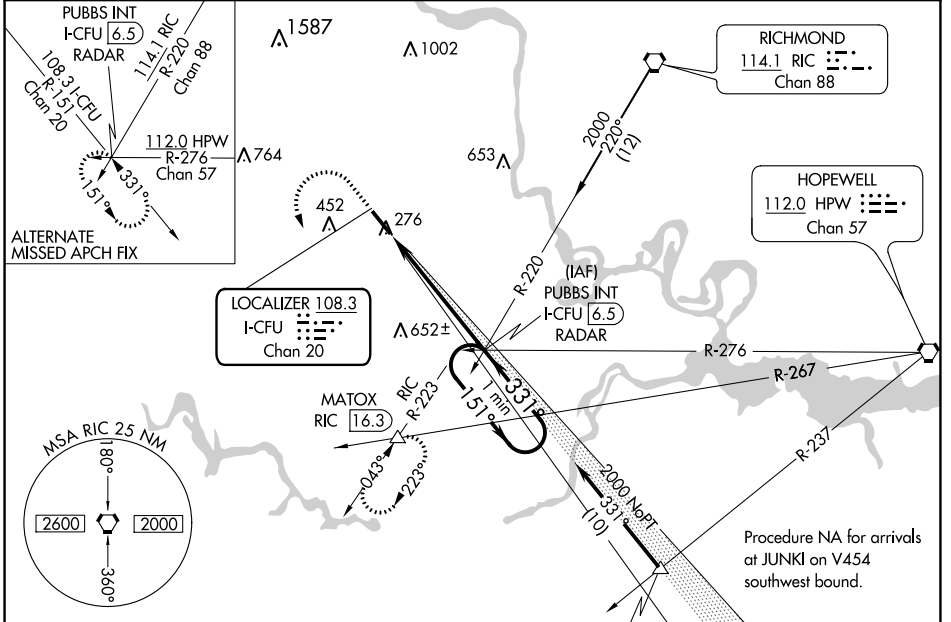 PUBBS INT
I-CFU 6.5
RADAR
114.1 RIC
R-220
Chan 88
108.3 I-CFU
R-151
Chan 20
112.0 HPW
R-276
Chan 57
151°
331°
ALTERNATE
MISSED APCH FIX
1587
1002
764
653
452
276
652±
RICHMOND
114.1 RIC
Chan 88
2000
220°
(12)
R-220
HOPEWELL
112.0 HPW
Chan 57
(IAF)
PUBBS INT
I-CFU 6.5
RADAR
LOCALIZER 108.3
I-CFU
Chan 20
R-276
R-267
R-237
MATOX
RIC 16.3
RIC
R-223
043°
223°
1 min
331°
151°
2000 NoPT
331°
(10)
MSA RIC 25 NM
180°
2600
2000
360°
Procedure NA for arrivals
at JUNKI on V454
southwest bound.